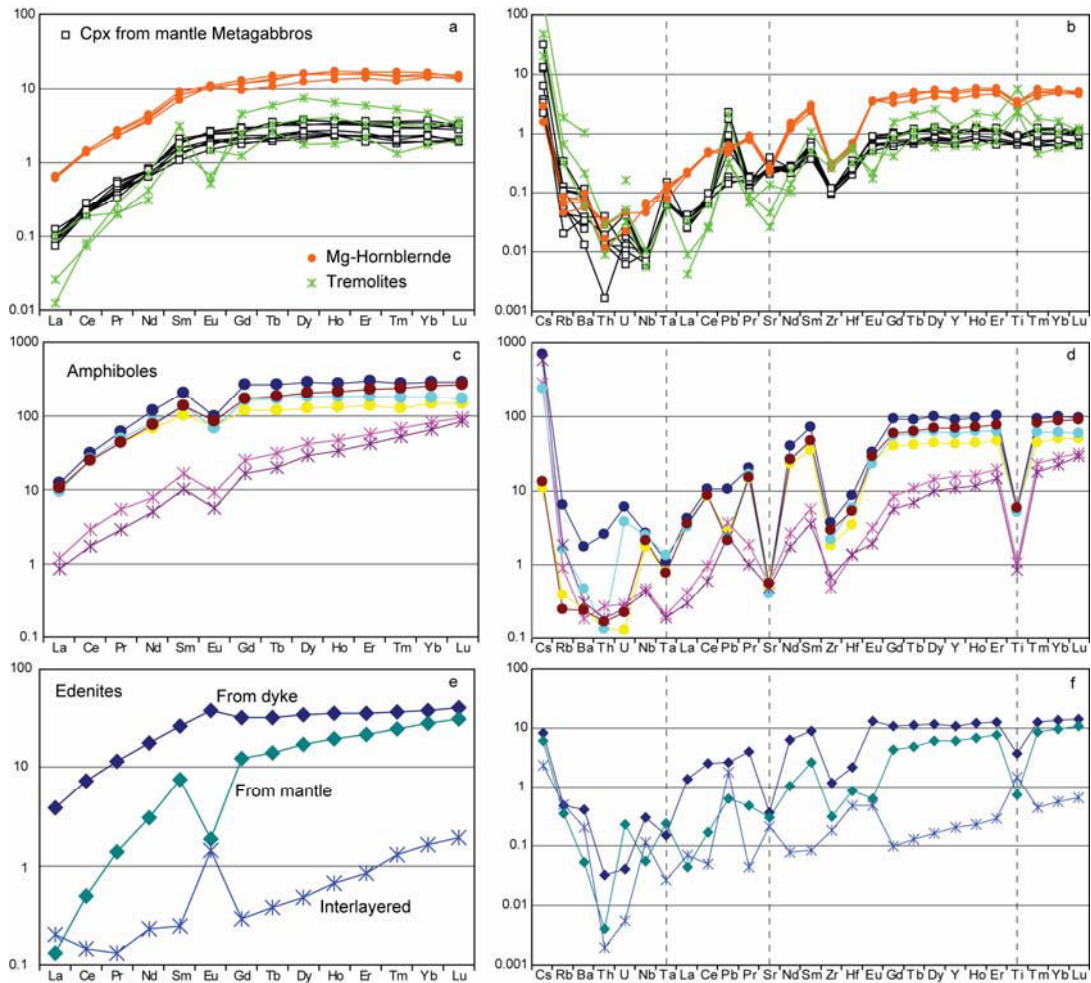 100
10
1
0.1
0.01
Cpx from mantle Metagabbros
a
Mg-Hornblernde
Tremolites
La Ce Pr Nd Sm Eu Gd Tb Dy Ho Er Tm Yb Lu
100
10
1
0.1
0.01
0.001
b
Cs Rb Ba Th U Nb Ta La Ce Pb Pr Sr Nd Sm Zr Hf Eu Gd Tb Dy Y Ho Er Ti Tm Yb Lu
1000
100
10
1
0.1
Amphiboles
c
La Ce Pr Nd Sm Eu Gd Tb Dy Ho Er Tm Yb Lu
1000
100
10
1
0.1
d
Cs Rb Ba Th U Nb Ta La Ce Pb Pr Sr Nd Sm Zr Hf Eu Gd Tb Dy Y Ho Er Ti Tm Yb Lu
100
10
1
0.1
Edenites
e
From dyke
From mantle
Interlayered
La Ce Pr Nd Sm Eu Gd Tb Dy Ho Er Tm Yb Lu
100
10
1
0.1
0.01
0.001
f
Cs Rb Ba Th U Nb Ta La Ce Pb Pr Sr Nd Sm Zr Hf Eu Gd Tb Dy Y Ho Er Ti Tm Yb Lu